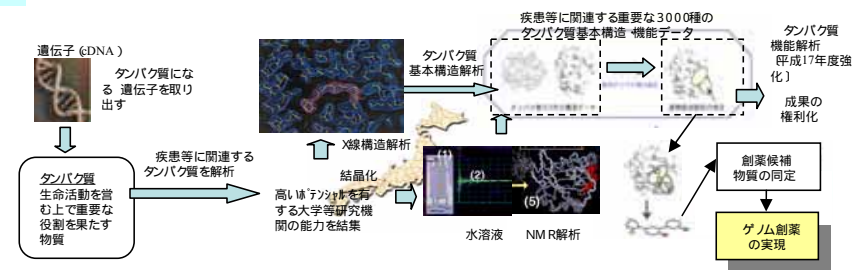 疾患等に関連する重要な3000種の
タンパク質基本構造・機能データ
遺伝子(cDNA)
タンパク質にな
る 遺伝子を取り
出す
タンパク質
基本構造解析
タンパク質
機能解析
〔平成17年度強
化〕
成果の
権利化
X線構造解析
疾患等に関連する
タンパク質を解析
結晶化
タンパク質
生命活動を営
む上で重要な
役割を果たす
物質
高いポテンシャルを有
する大学等研究機
関の能力を結集
(1)
(2)
(5)
水溶液
NMR解析
創薬候補
物質の同定
ゲノム創薬
の実現